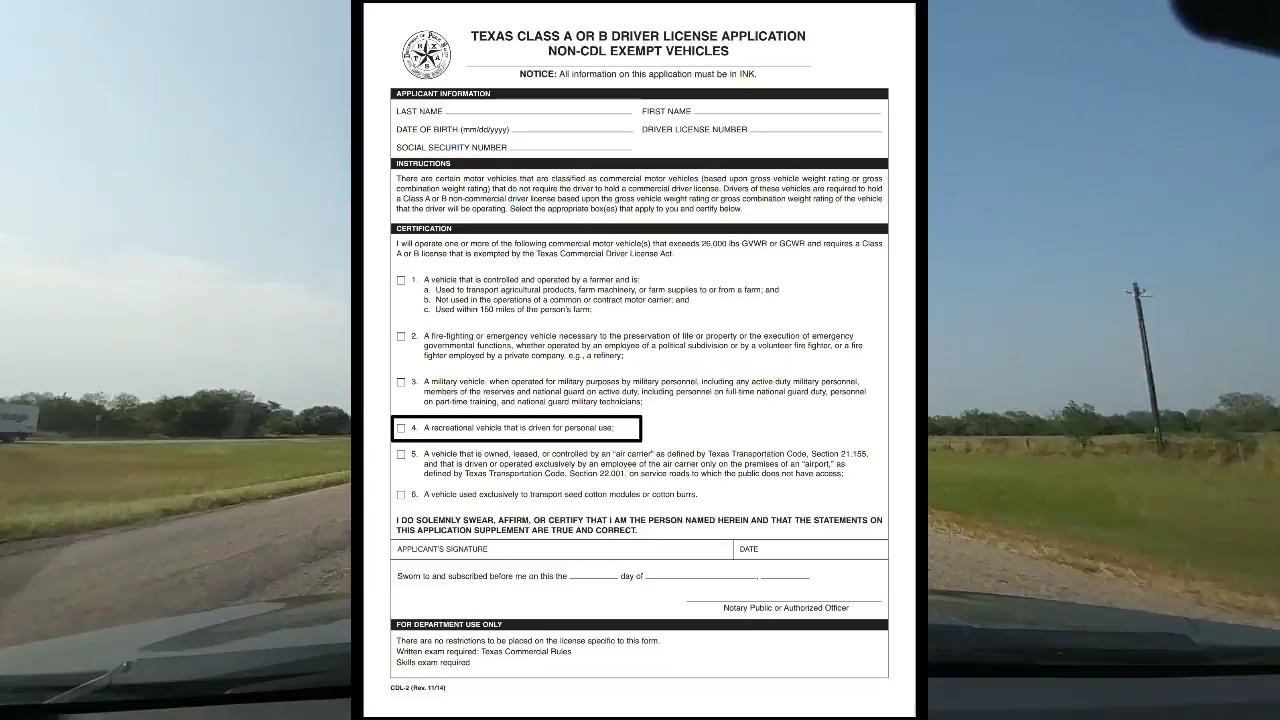 TEXAS CLASS A OR B DRIVER LICENSE APPLICATION
NON-CDL EXEMPT VEHICLES
NOTICE: All information on this application must be in INK.
APPLICANT INFORMATION
LAST NAME FIRST NAME
DATE OF BIRTH (mm/dd/yyyy) DRIVER LICENSE NUMBER
SOCIAL SECURITY NUMBER
INSTRUCTIONS
There are certain motor vehicles that are classified as commercial motor vehicles (based upon gross vehicle weight rating or gross
combination weight rating) that do not require the driver to hold a commercial driver license. Drivers of these vehicles are required to hold
a Class A or B non-commercial driver license based upon the gross vehicle weight rating or gross combination weight rating of the vehicle
that the driver will be operating. Select the appropriate box(es) that apply to you and certify below.
CERTIFICATION
I will operate one or more of the following commercial motor vehicle(s) that exceeds 26,000 lbs GVWR or GCWR and requires a Class
A or B license that is exempted by the Texas Commercial Driver License Act.
1. A vehicle that is controlled and operated by a farmer and is:
a. Used to transport agricultural products, farm machinery, or farm supplies to or from a farm; and
b. Not used in the operations of a common or contract motor carrier; and
c. Used within 150 miles of the person's farm;
2. A fire-fighting or emergency vehicle necessary to the preservation of life or property or the execution of emergency
governmental functions, whether operated by an employee of a political subdivision or by a volunteer fire fighter, or a fire
fighter employed by a private company, e.g., a refinery;
3. A military vehicle, when operated for military purposes by military personnel, including any active duty military personnel,
members of the reserves and national guard on active duty, including personnel on full-time national guard duty, personnel
on part-time training, and national guard military technicians;
4. A recreational vehicle that is driven for personal use;
5. A vehicle that is owned, leased, or controlled by an “air carrier” as defined by Texas Transportation Code, Section 21.155,
and that is driven or operated exclusively by an employee of the air carrier only on the premises of an “airport,” as
defined by Texas Transportation Code, Section 22.001, on service roads to which the public does not have access;
6. A vehicle used exclusively to transport seed cotton modules or cotton burrs.
I DO SOLEMNLY SWEAR, AFFIRM, OR CERTIFY THAT I AM THE PERSON NAMED HEREIN AND THAT THE STATEMENTS ON
THIS APPLICATION SUPPLEMENT ARE TRUE AND CORRECT.
APPLICANT'S SIGNATURE DATE
Sworn to and subscribed before me on this the day of ,
Notary Public or Authorized Officer
FOR DEPARTMENT USE ONLY
There are no restrictions to be placed on the license specific to this form.
Written exam required: Texas Commercial Rules
Skills exam required
CDL-2 (Rev. 11/14)